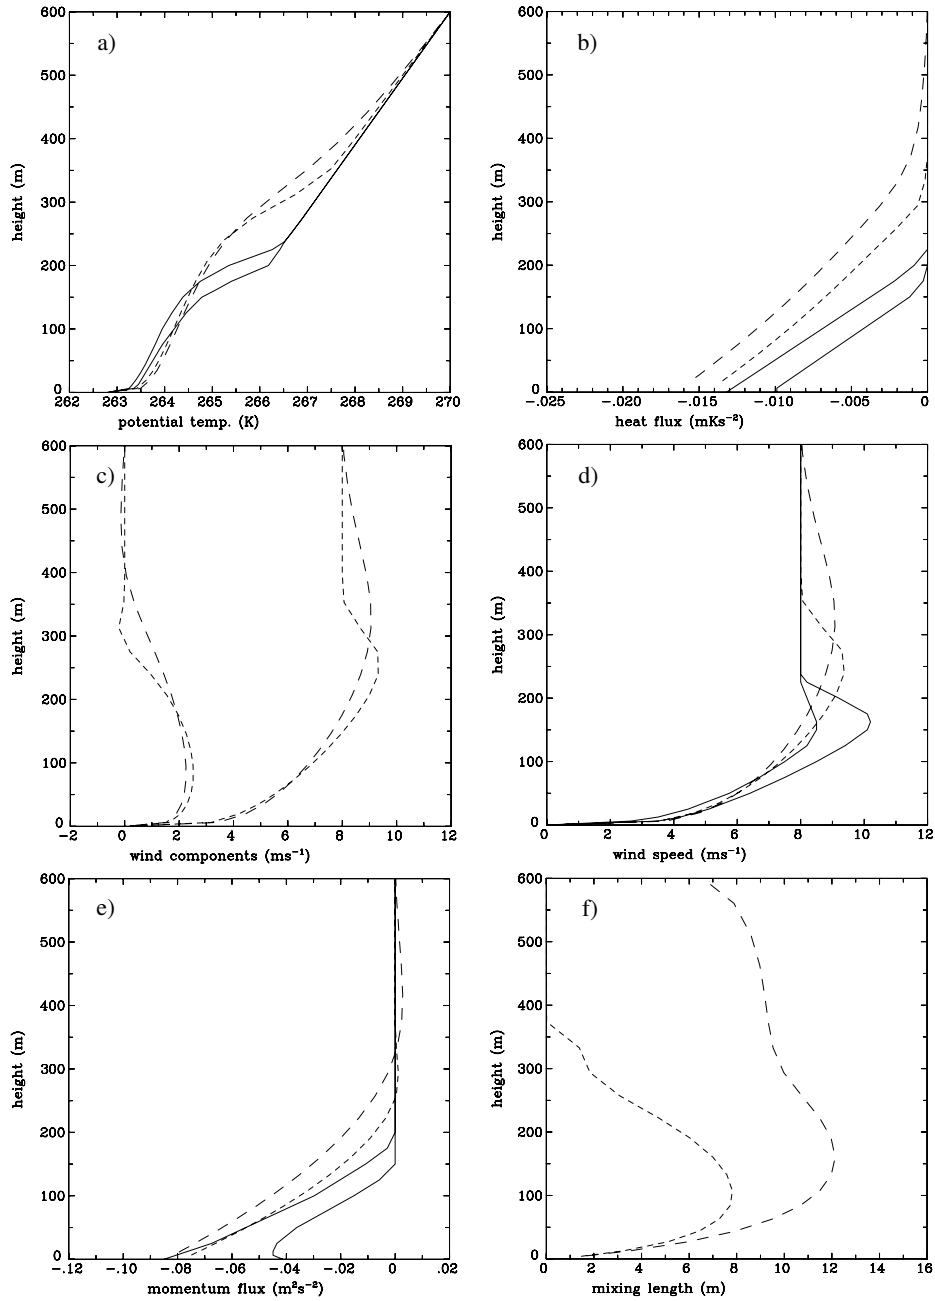 a)
600
500
400
300
200
100
0
height (m)
262 263 264 265 266 267 268 269 270
potential temp. (K)
b)
600
500
400
300
200
100
0
height (m)
−.025 −.020 −.015 −.010 −.005
heat flux (mKs⁻²)
c)
600
500
400
300
200
100
0
height (m)
−2 0 2 4 6 8 10 12
wind components (ms⁻¹)
d)
600
500
400
300
200
100
0
height (m)
0 2 4 6 8 10 12
wind speed (ms⁻¹)
e)
600
500
400
300
200
100
0
height (m)
−.12 −.10 −.08 −.06 −.04 −.02 0 .02
momentum flux (m²s⁻²)
f)
600
500
400
300
200
100
0
height (m)
0 2 4 6 8 10 12 14 16
mixing length (m)